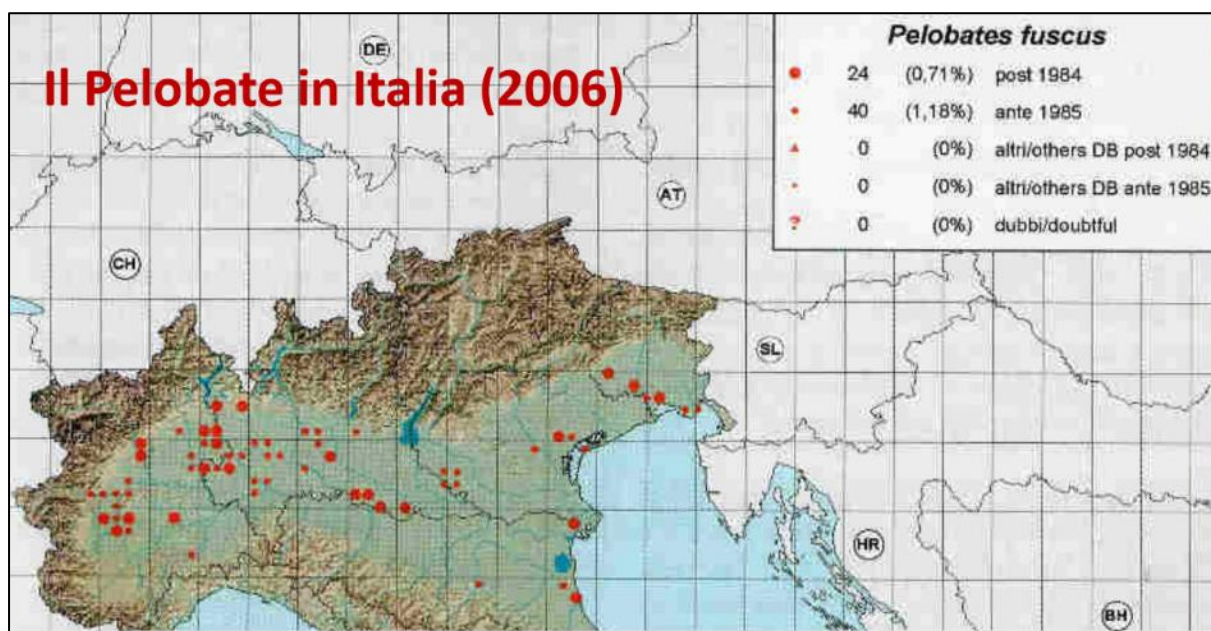 Il Pelobate in Italia (2006)
Pelobates fuscus
24 (0,71%) post 1984
40 (1,18%) ante 1985
0 (0%) altri/others DB post 1984
0 (0%) altri/others DB ante 1985
? 0 (0%) dubbi/doubtful
DE
AT
CH
SL
HR
BH